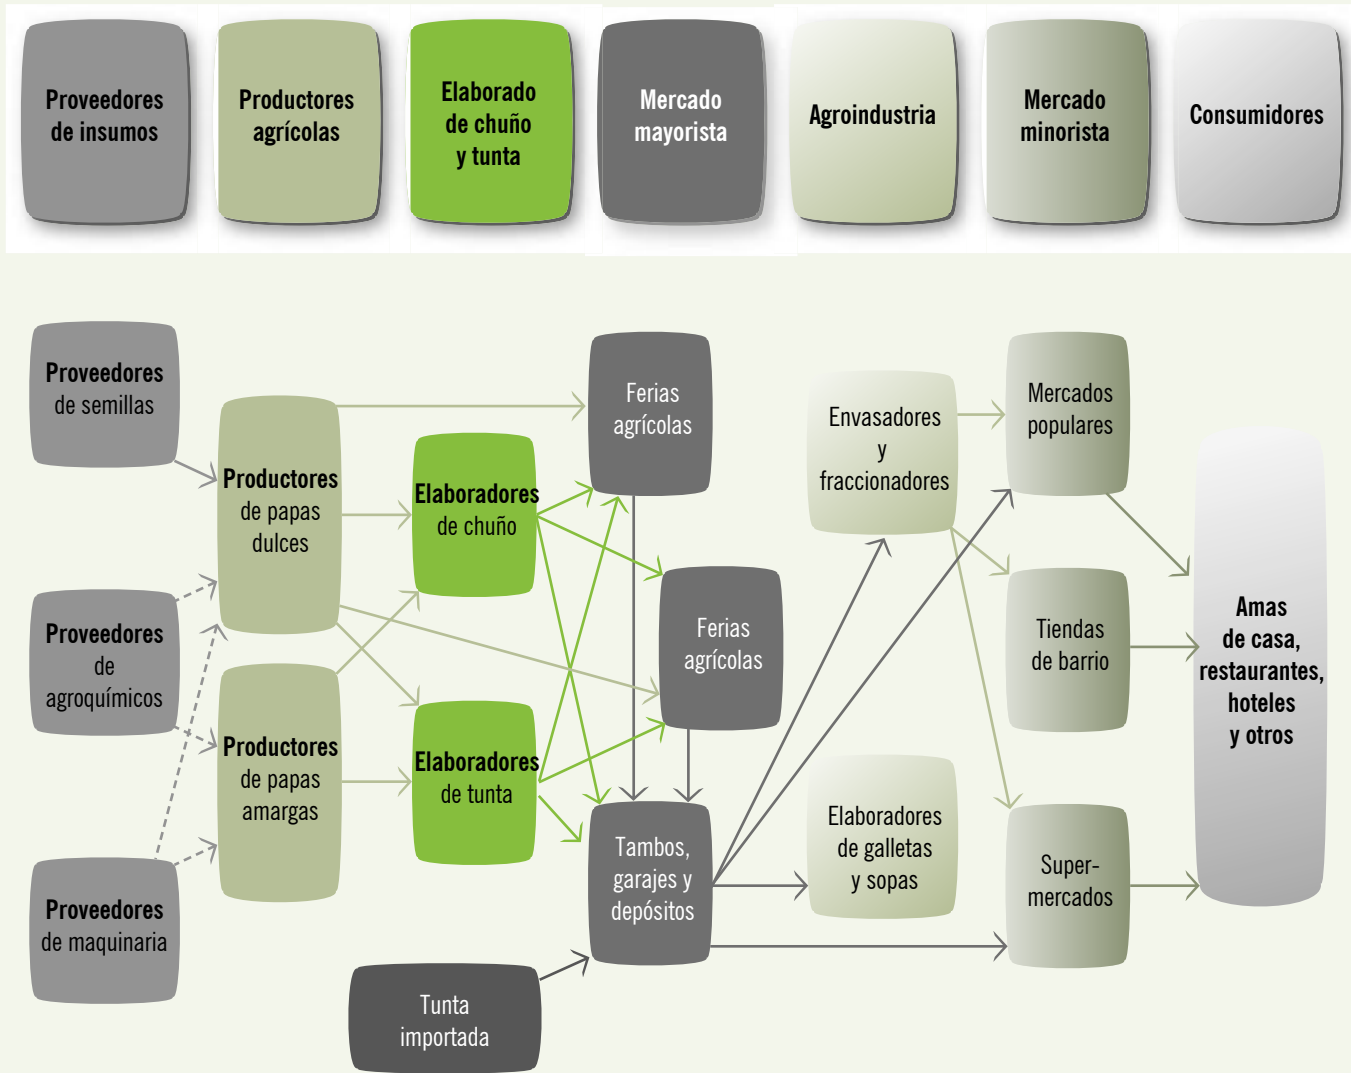 Proveedores
de insumos
Productores
agrícolas
Elaborado
de chuño
y tunta
Mercado
mayorista
Agroindustria
Mercado
minorista
Consumidores
Proveedores
de semillas
Proveedores
de
agroquímicos
Proveedores
de maquinaria
Productores
de papas
dulces
Productores
de papas
amargas
Elaboradores
de chuño
Elaboradores
de tunta
Tunta
importada
Ferias
agrícolas
Ferias
agrícolas
Tambos,
garajes y
depósitos
Envasadores
y
fraccionadores
Elaboradores
de galletas
y sopas
Mercados
populares
Tiendas
de barrio
Super-
mercados
Amas
de casa,
restaurantes,
hoteles
y otros